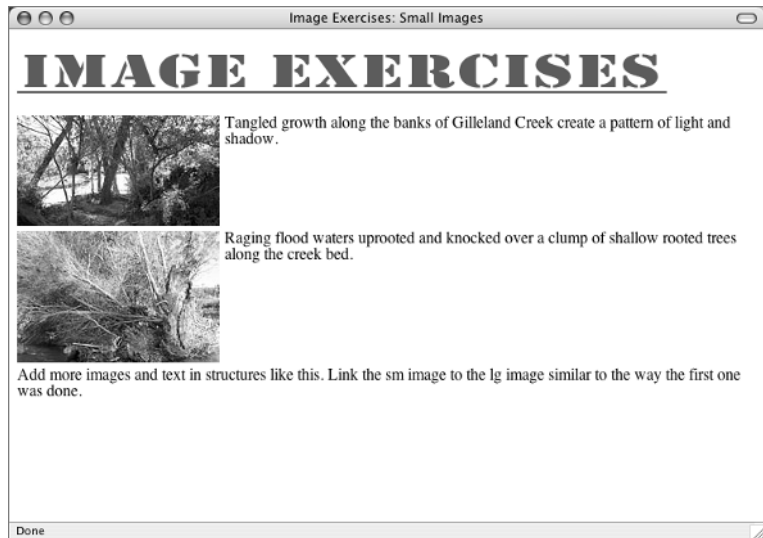 Image Exercises: Small Images
IMAGE EXERCISES
Tangled growth along the banks of Gilleland Creek create a pattern of light and
shadow.
Raging flood waters uprooted and knocked over a clump of shallow rooted trees
along the creek bed.
Add more images and text in structures like this. Link the sm image to the lg image similar to the way the first one
was done.
Done